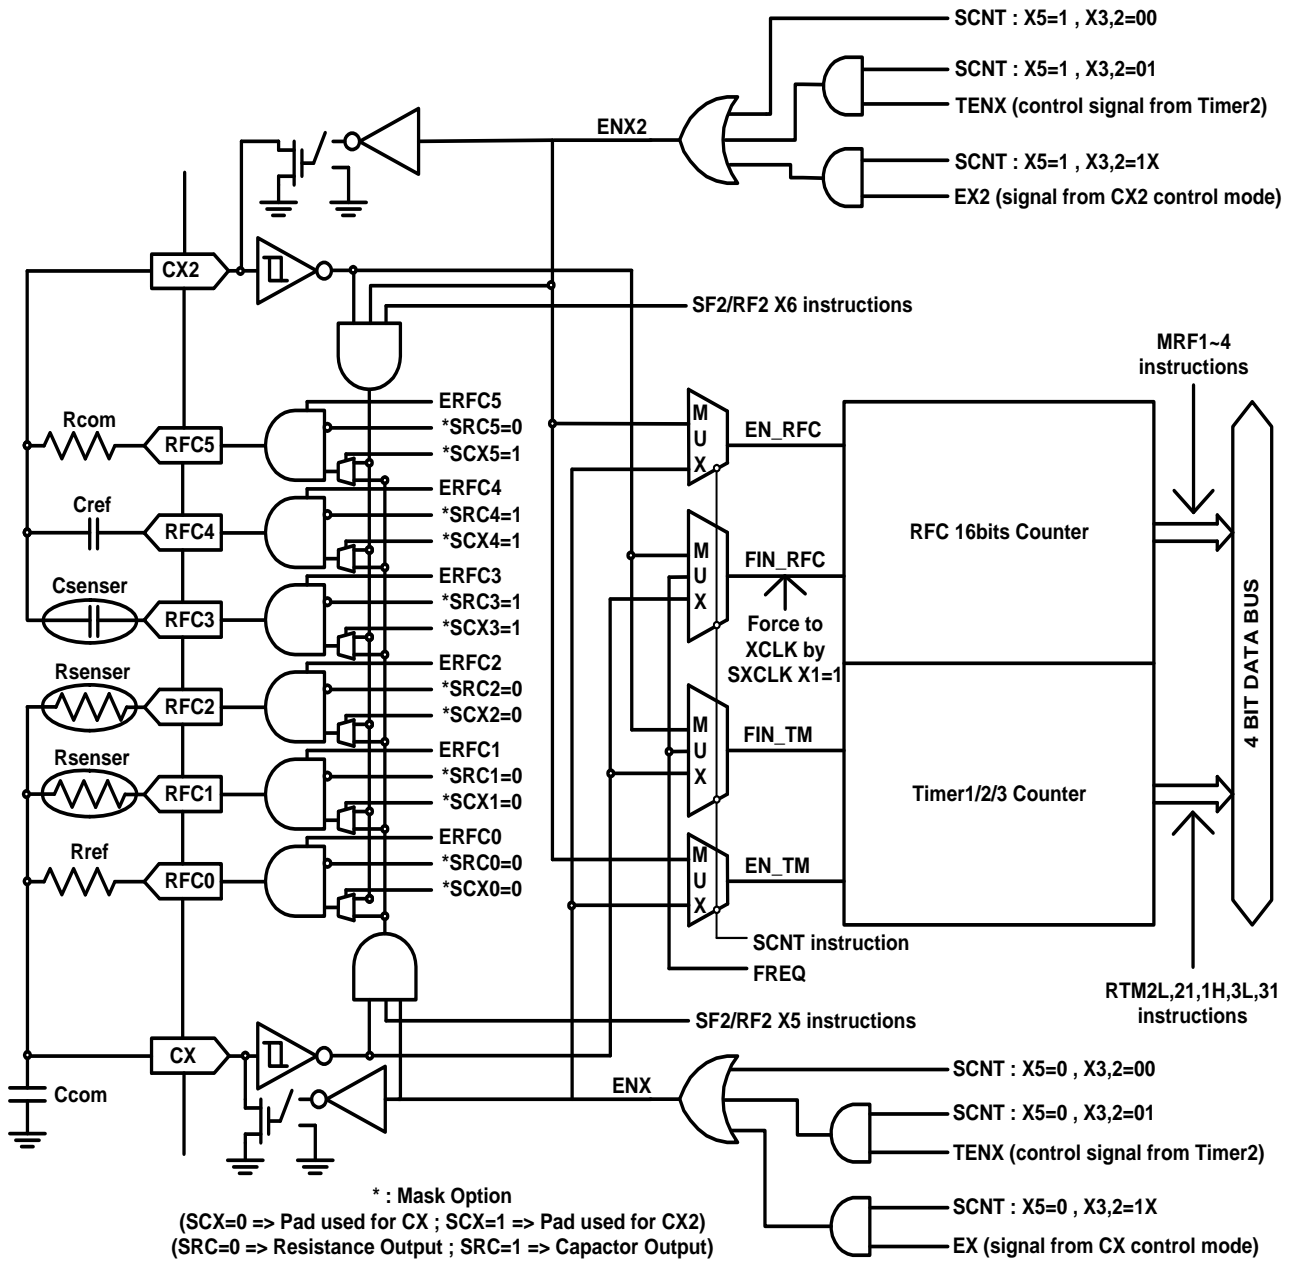 SCNT : X5=1 , X3,2=00
SCNT : X5=1 , X3,2=01
TENX (control signal from Timer2)
ENX2
SCNT : X5=1 , X3,2=1X
EX2 (signal from CX2 control mode)
CX2
SF2/RF2 X6 instructions
MRF1~4
instructions
Rcom
RFC5
ERFC5
*SRC5=0
*SCX5=1
MUX
EN_RFC
Cref
RFC4
ERFC4
*SRC4=1
*SCX4=1
MUX
FIN_RFC
RFC 16bits Counter
Csenser
RFC3
ERFC3
*SRC3=1
*SCX3=1
Force to
XCLK by
SXCLK X1=1
4 BIT DATA BUS
Rsenser
RFC2
ERFC2
*SRC2=0
*SCX2=0
MUX
FIN_TM
Rsenser
RFC1
ERFC1
*SRC1=0
*SCX1=0
Timer1/2/3 Counter
Rref
RFC0
ERFC0
*SRC0=0
*SCX0=0
MUX
EN_TM
SCNT instruction
FREQ
RTM2L,21,1H,3L,31
instructions
SF2/RF2 X5 instructions
CX
Ccom
ENX
SCNT : X5=0 , X3,2=00
SCNT : X5=0 , X3,2=01
TENX (control signal from Timer2)
SCNT : X5=0 , X3,2=1X
EX (signal from CX control mode)
* : Mask Option
(SCX=0 => Pad used for CX ; SCX=1 => Pad used for CX2)
(SRC=0 => Resistance Output ; SRC=1 => Capactor Output)